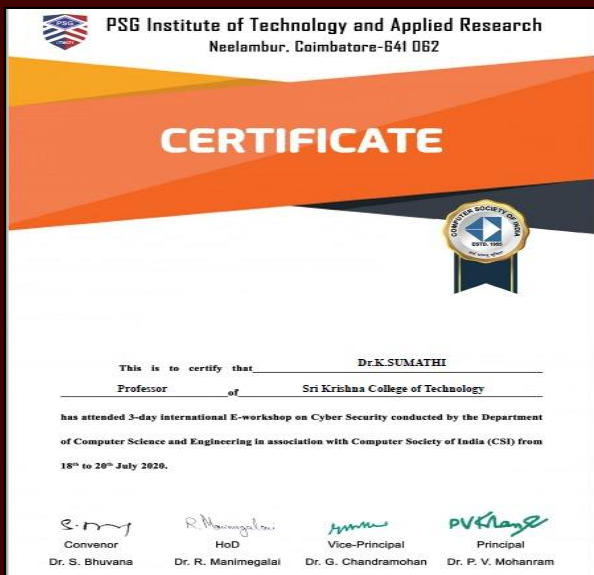 PSG
PSG Institute of Technology and Applied Research
Neelambur, Coimbatore-641 062
CERTIFICATE
COMPUTER SOCIETY OF INDIA
ESTD. 1965
This is to certify that Dr.K.SUMATHI
Professor of Sri Krishna College of Technology
has attended 3-day international E-workshop on Cyber Security conducted by the Department
of Computer Science and Engineering in association with Computer Society of India (CSI) from
18th to 20th July 2020.
Convenor HoD Vice-Principal Principal
Dr. S. Bhuvana Dr. R. Manimegalai Dr. G. Chandramohan Dr. P. V. Mohanram